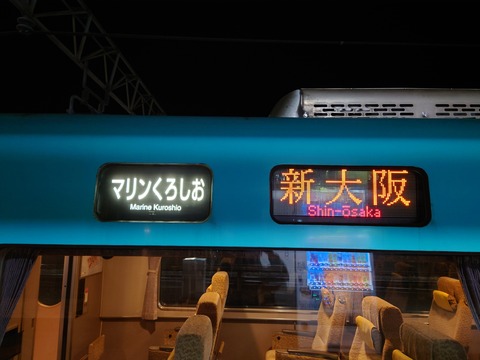 マリンくろしお
Marine Kuroshio
新大阪
Shin-ōsaka